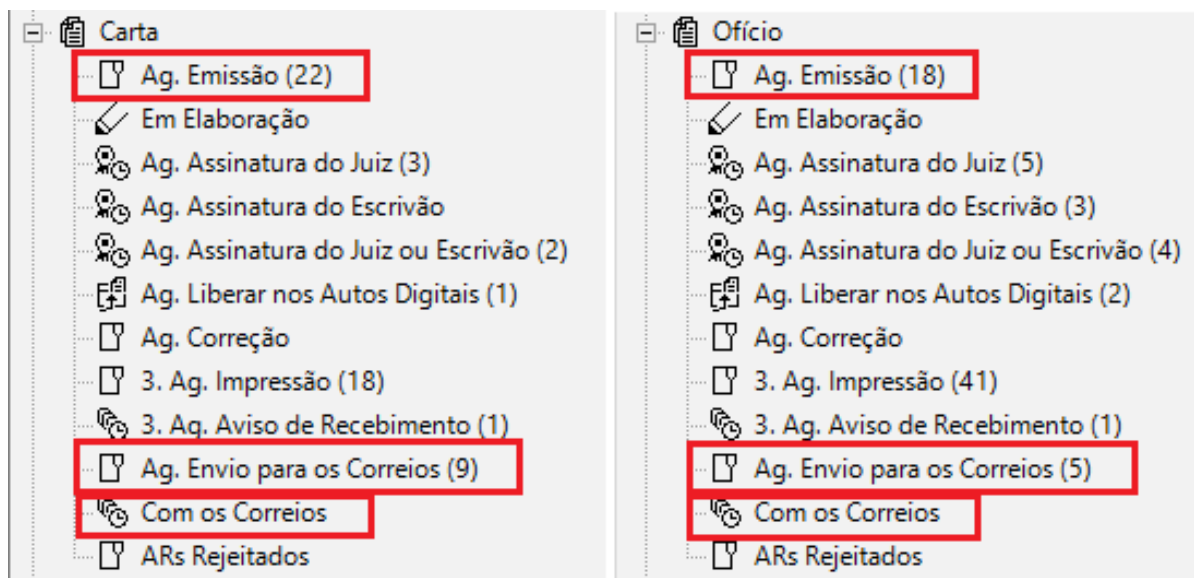 Carta
Ag. Emissão (22)
Em Elaboração
Ag. Assinatura do Juiz (3)
Ag. Assinatura do Escrivão
Ag. Assinatura do Juiz ou Escrivão (2)
Ag. Liberar nos Autos Digitais (1)
Ag. Correção
3. Ag. Impressão (18)
3. Ag. Aviso de Recebimento (1)
Ag. Envio para os Correios (9)
Com os Correios
ARs Rejeitados
Ofício
Ag. Emissão (18)
Em Elaboração
Ag. Assinatura do Juiz (5)
Ag. Assinatura do Escrivão (3)
Ag. Assinatura do Juiz ou Escrivão (4)
Ag. Liberar nos Autos Digitais (2)
Ag. Correção
3. Ag. Impressão (41)
3. Ag. Aviso de Recebimento (1)
Ag. Envio para os Correios (5)
Com os Correios
ARs Rejeitados